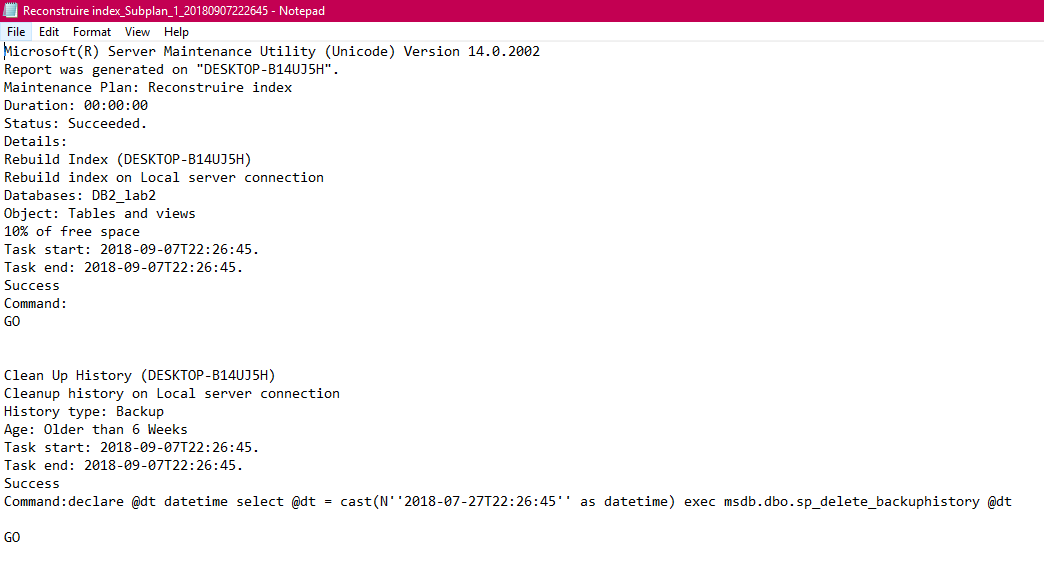 Reconstruire index_Subplan_1_20180907222645 - Notepad
File Edit Format View Help
Microsoft(R) Server Maintenance Utility (Unicode) Version 14.0.2002
Report was generated on "DESKTOP-B14UJ5H".
Maintenance Plan: Reconstruire index
Duration: 00:00:00
Status: Succeeded.
Details:
Rebuild Index (DESKTOP-B14UJ5H)
Rebuild index on Local server connection
Databases: DB2_lab2
Object: Tables and views
10% of free space
Task start: 2018-09-07T22:26:45.
Task end: 2018-09-07T22:26:45.
Success
Command:
GO
Clean Up History (DESKTOP-B14UJ5H)
Cleanup history on Local server connection
History type: Backup
Age: Older than 6 Weeks
Task start: 2018-09-07T22:26:45.
Task end: 2018-09-07T22:26:45.
Success
Command:declare @dt datetime select @dt = cast(N''2018-07-27T22:26:45'' as datetime) exec msdb.dbo.sp_delete_backuphistory @dt
GO